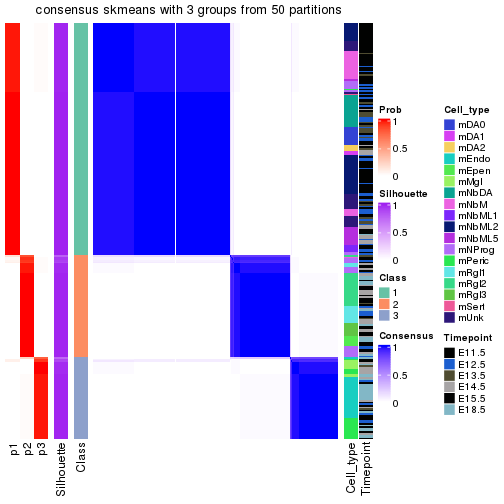 consensus skmeans with 3 groups from 50 partitions
p1
p2
p3
Silhouette
Class
Cell_type
Timepoint
Prob
1
0.5
0
Silhouette
1
0.5
0
Class
1
2
3
Consensus
1
0.5
0
Cell_type
mDA0
mDA1
mDA2
mEndo
mEpen
mMgl
mNbDA
mNbM
mNbML1
mNbML2
mNbML5
mNProg
mPeric
mRgl1
mRgl2
mRgl3
mSert
mUnk
Timepoint
E11.5
E12.5
E13.5
E14.5
E15.5
E18.5